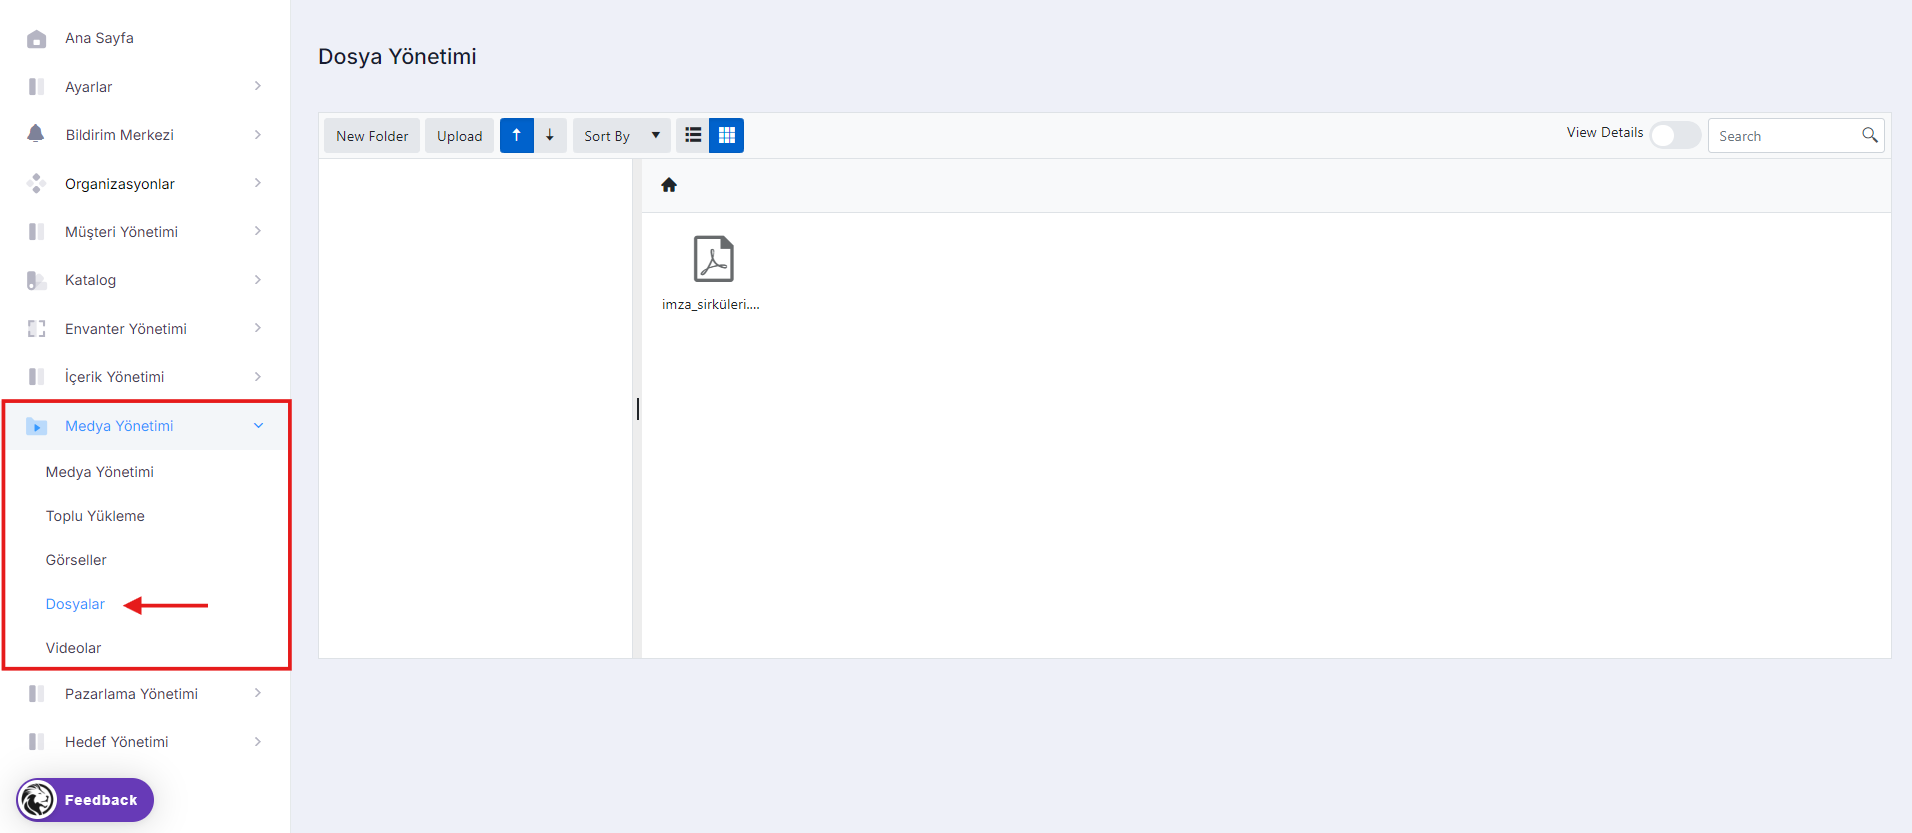 Ana Sayfa
Ayarlar
Bildirim Merkezi
Organizasyonlar
Müşteri Yönetimi
Katalog
Envanter Yönetimi
İçerik Yönetimi
Medya Yönetimi
Medya Yönetimi
Toplu Yükleme
Görseller
Dosyalar
Videolar
Pazarlama Yönetimi
Hedef Yönetimi
Feedback
Dosya Yönetimi
New Folder Upload Sort By View Details Search
imza_sirküleri....